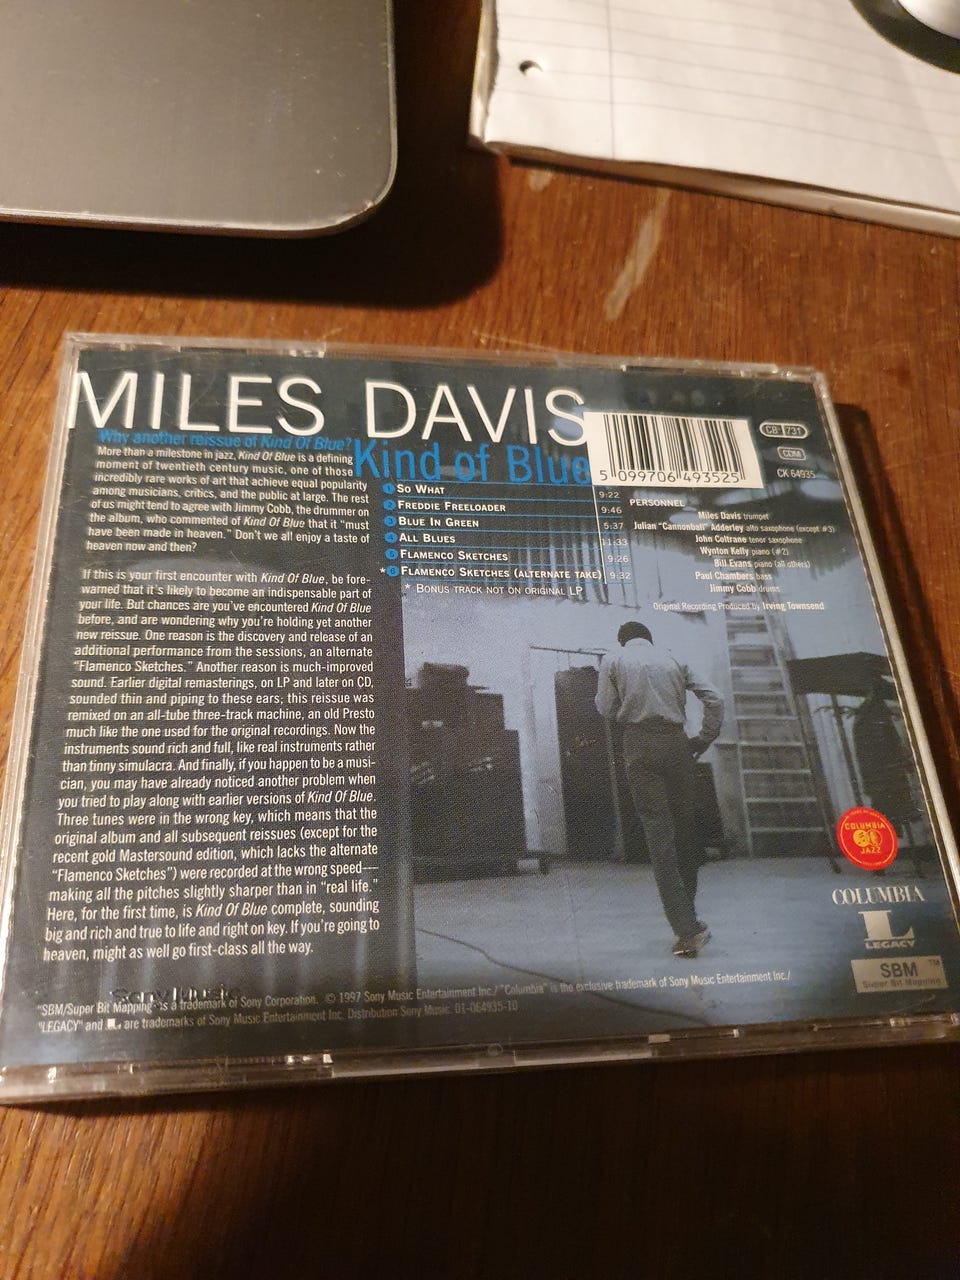 MILES DAVIS
Kind of Blue
Why another reissue of Kind Of Blue?
More than a milestone in jazz, Kind Of Blue is a defining
moment of twentieth century music, one of those
incredibly rare works of art that achieve equal popularity
among musicians, critics, and the public at large. The rest
of us might tend to agree with Jimmy Cobb, the drummer on
the album, who commented of Kind Of Blue that it “must
have been made in heaven.” Don't we all enjoy a taste of
heaven now and then?
If this is your first encounter with Kind Of Blue, be fore-
warned that it's likely to become an indispensable part of
your life. But chances are you've encountered Kind Of Blue
before, and are wondering why you're holding yet another
new reissue. One reason is the discovery and release of an
additional performance from the sessions, an alternate
“Flamenco Sketches.” Another reason is much-improved
sound. Earlier digital remasterings, on LP and later on CD,
sounded thin and piping to these ears; this reissue was
remixed on an all-tube three-track machine, an old Presto
much like the one used for the original recordings. Now the
instruments sound rich and full, like real instruments rather
than tinny simulacra. And finally, if you happen to be a musi-
cian, you may have already noticed another problem when
you tried to play along with earlier versions of Kind Of Blue.
Three tunes were in the wrong key, which means that the
original album and all subsequent reissues (except for the
recent gold Mastersound edition, which lacks the alternate
“Flamenco Sketches”) were recorded at the wrong speed—
making all the pitches slightly sharper than in “real life.”
Here, for the first time, is Kind Of Blue complete, sounding
big and rich and true to life and right on key. If you're going to
heaven, might as well go first-class all the way.
1 SO WHAT 9:22
2 FREDDIE FREELOADER 9:46
3 BLUE IN GREEN 5:37
4 ALL BLUES 11:33
5 FLAMENCO SKETCHES 9:26
* 6 FLAMENCO SKETCHES (ALTERNATE TAKE) 9:32
* BONUS TRACK NOT ON ORIGINAL LP
5 099706 493525
CB 731
CDM
CK 64935
PERSONNEL
Miles Davis trumpet
Julian “Cannonball” Adderley alto saxophone (except #3)
John Coltrane tenor saxophone
Wynton Kelly piano (#2)
Bill Evans piano (all others)
Paul Chambers bass
Jimmy Cobb drums
Original Recording Produced by Irving Townsend
COLUMBIA
JAZZ
COLUMBIA
L
LEGACY
SBM™
Super Bit Mapping
Sony Music
“SBM/Super Bit Mapping” is a trademark of Sony Corporation. © 1997 Sony Music Entertainment Inc./ “Columbia” is the exclusive trademark of Sony Music Entertainment Inc./
“LEGACY” and L are trademarks of Sony Music Entertainment Inc. Distribution Sony Music. 01-064935-10